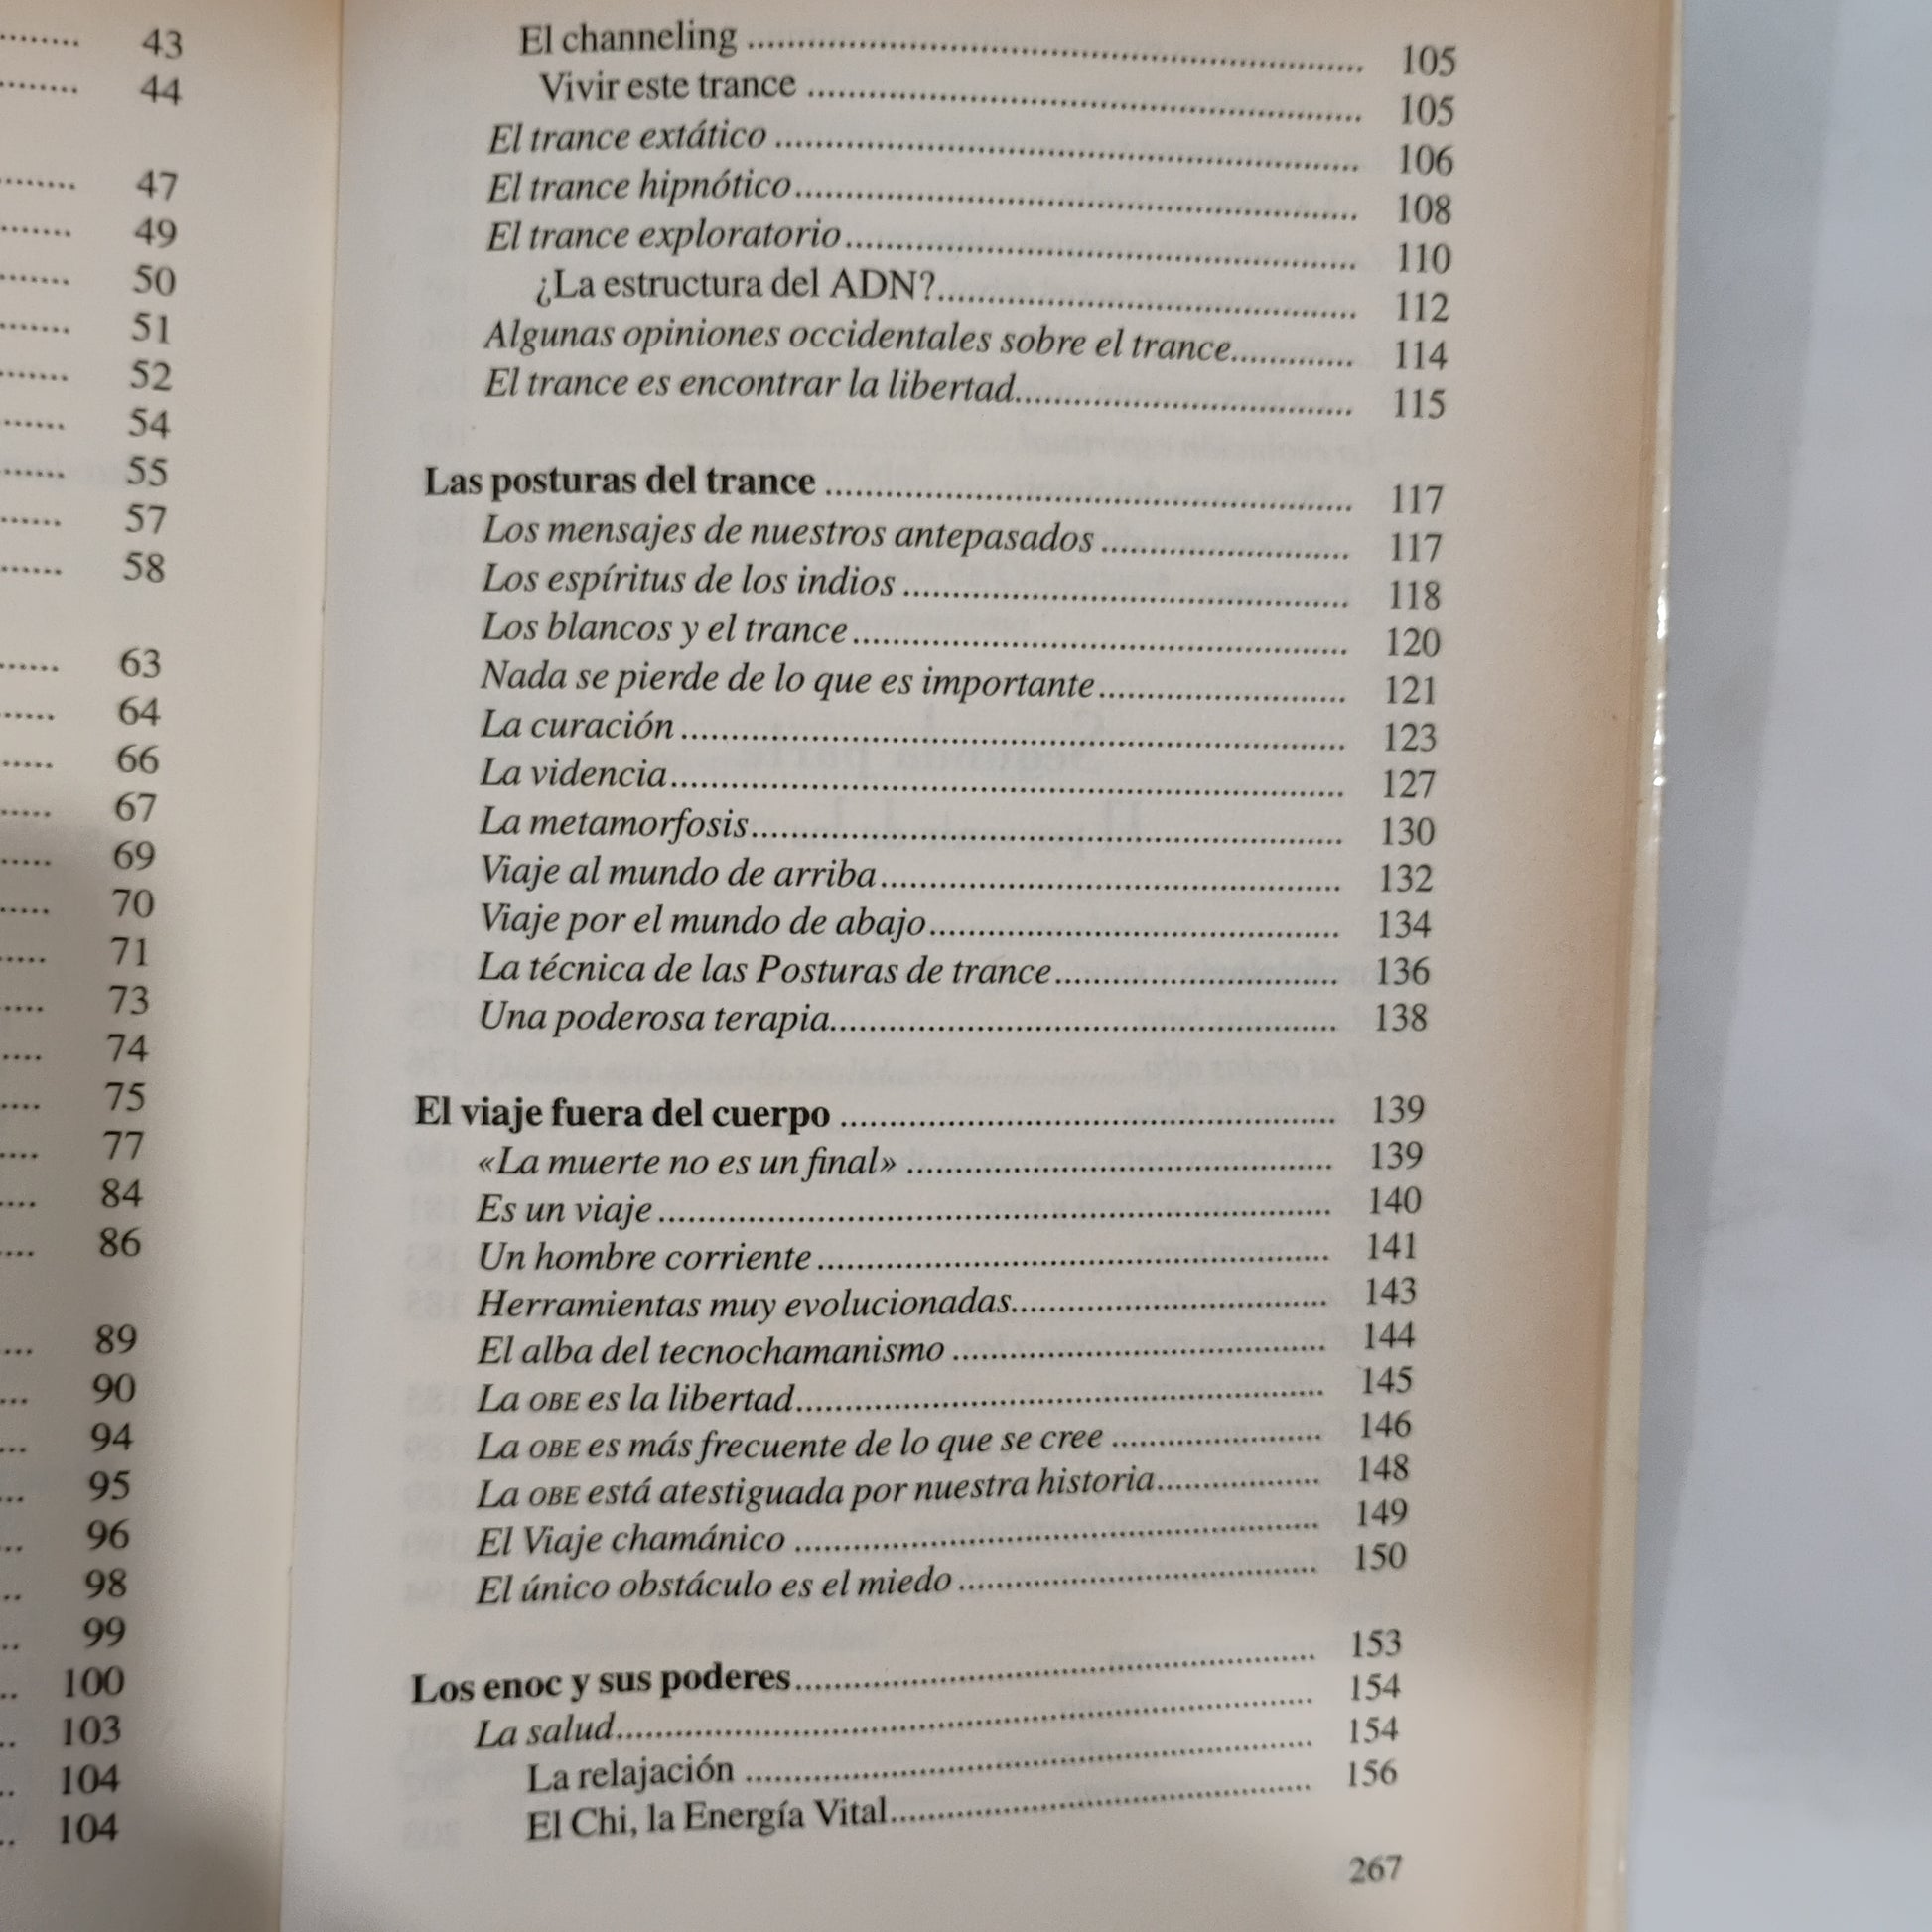 43
44
47
49
50
51
52
54
55
57
58
63
64
66
67
69
70
71
73
74
75
77
84
86
89
90
94
95
96
98
99
100
103
104
104
El channeling ........ 105
Vivir este trance ........ 105
El trance extático ........ 106
El trance hipnótico ........ 108
El trance exploratorio ........ 110
¿La estructura del ADN? ........ 112
Algunas opiniones occidentales sobre el trance ........ 114
El trance es encontrar la libertad ........ 115
Las posturas del trance ........ 117
Los mensajes de nuestros antepasados ........ 117
Los espíritus de los indios ........ 118
Los blancos y el trance ........ 120
Nada se pierde de lo que es importante ........ 121
La curación ........ 123
La videncia ........ 127
La metamorfosis ........ 130
Viaje al mundo de arriba ........ 132
Viaje por el mundo de abajo ........ 134
La técnica de las Posturas de trance ........ 136
Una poderosa terapia ........ 138
El viaje fuera del cuerpo ........ 139
«La muerte no es un final» ........ 139
Es un viaje ........ 140
Un hombre corriente ........ 141
Herramientas muy evolucionadas ........ 143
El alba del tecnochamanismo ........ 144
La OBE es la libertad ........ 145
La OBE es más frecuente de lo que se cree ........ 146
La OBE está atestiguada por nuestra historia ........ 148
El Viaje chamánico ........ 149
El único obstáculo es el miedo ........ 150
Los enoc y sus poderes ........ 153
La salud ........ 154
La relajación ........ 154
El Chi, la Energía Vital ........ 156
267